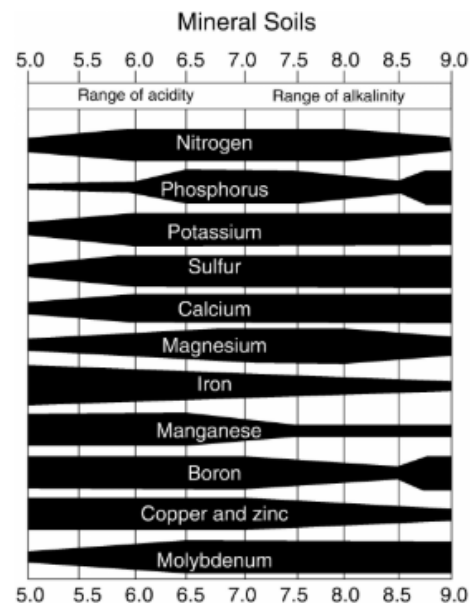 Mineral Soils
5.0 5.5 6.0 6.5 7.0 7.5 8.0 8.5 9.0
Range of acidity Range of alkalinity
Nitrogen
Phosphorus
Potassium
Sulfur
Calcium
Magnesium
Iron
Manganese
Boron
Copper and zinc
Molybdenum
5.0 5.5 6.0 6.5 7.0 7.5 8.0 8.5 9.0